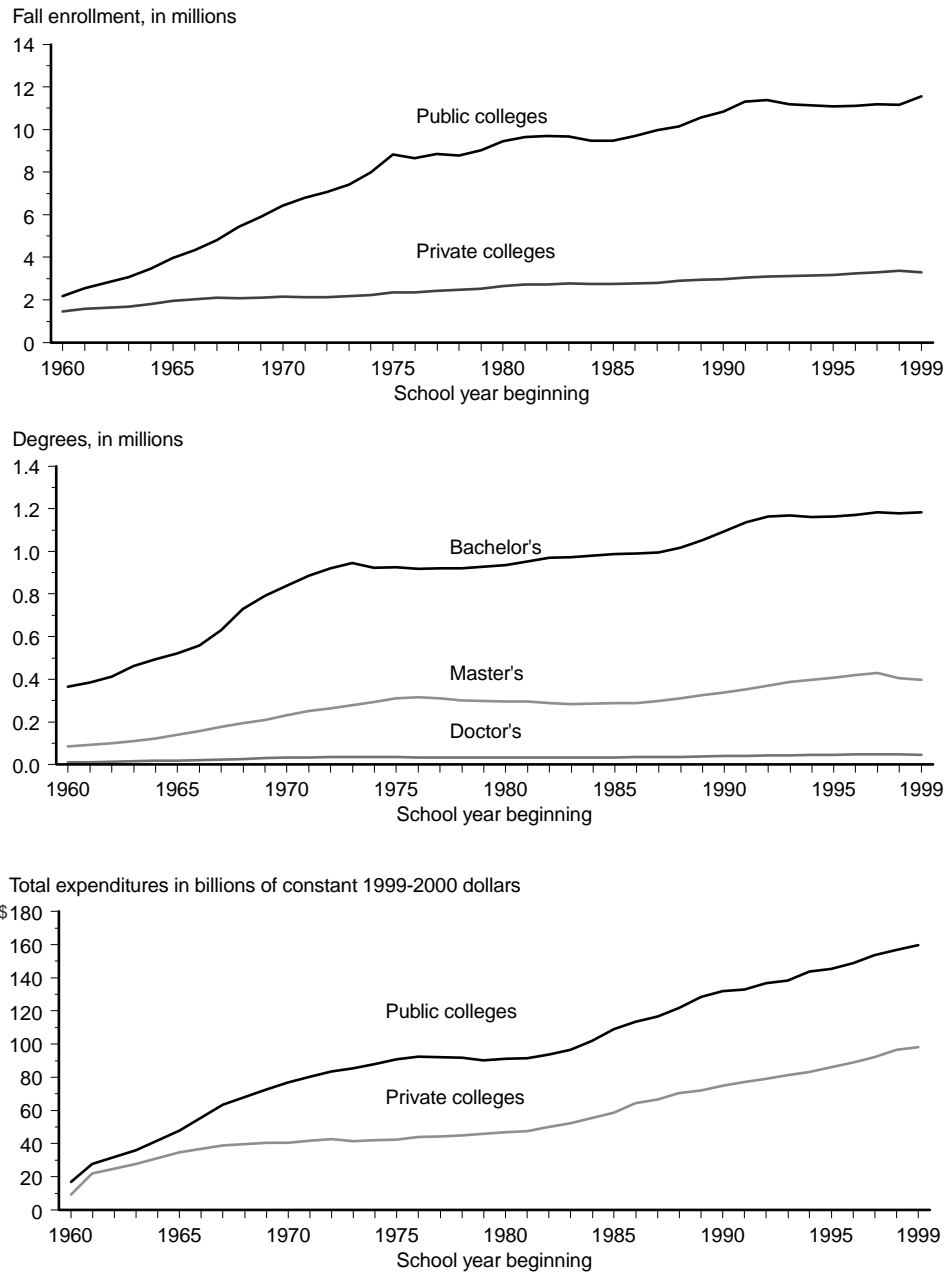 Fall enrollment, in millions
14
12
Public colleges
10
8
6
Private colleges
4
2
0
1960 1965 1970 1975 1980 1985 1990 1995 1999
School year beginning
Degrees, in millions
1.4
1.2
Bachelor's
1.0
0.8
0.6
Master's
0.4
0.2
Doctor's
0.0
1960 1965 1970 1975 1980 1985 1990 1995 1999
School year beginning
Total expenditures in billions of constant 1999-2000 dollars
$180
160
140
120
Public colleges
100
80
Private colleges
60
40
20
0
1960 1965 1970 1975 1980 1985 1990 1995 1999
School year beginning